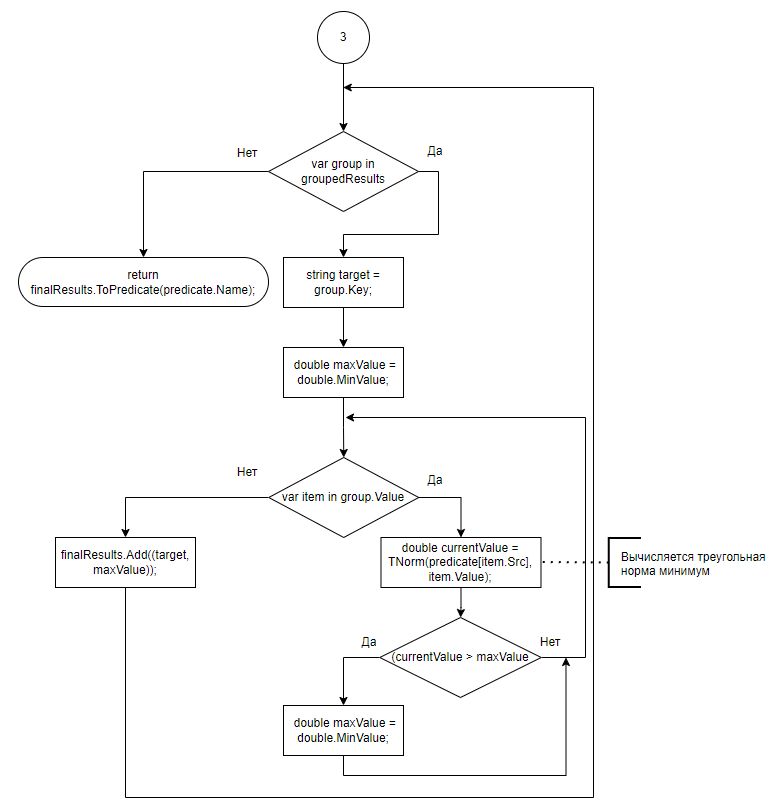 3
Нет
Да
var group in
groupedResults
return
finalResults.ToPredicate(predicate.Name);
string target =
group.Key;
double maxValue =
double.MinValue;
Нет
Да
var item in group.Value
finalResults.Add((target,
maxValue));
double currentValue =
TNorm(predicate[item.Src],
item.Value);
Вычисляется треугольная
норма минимум
Да
Нет
(currentValue > maxValue
double maxValue =
double.MinValue;